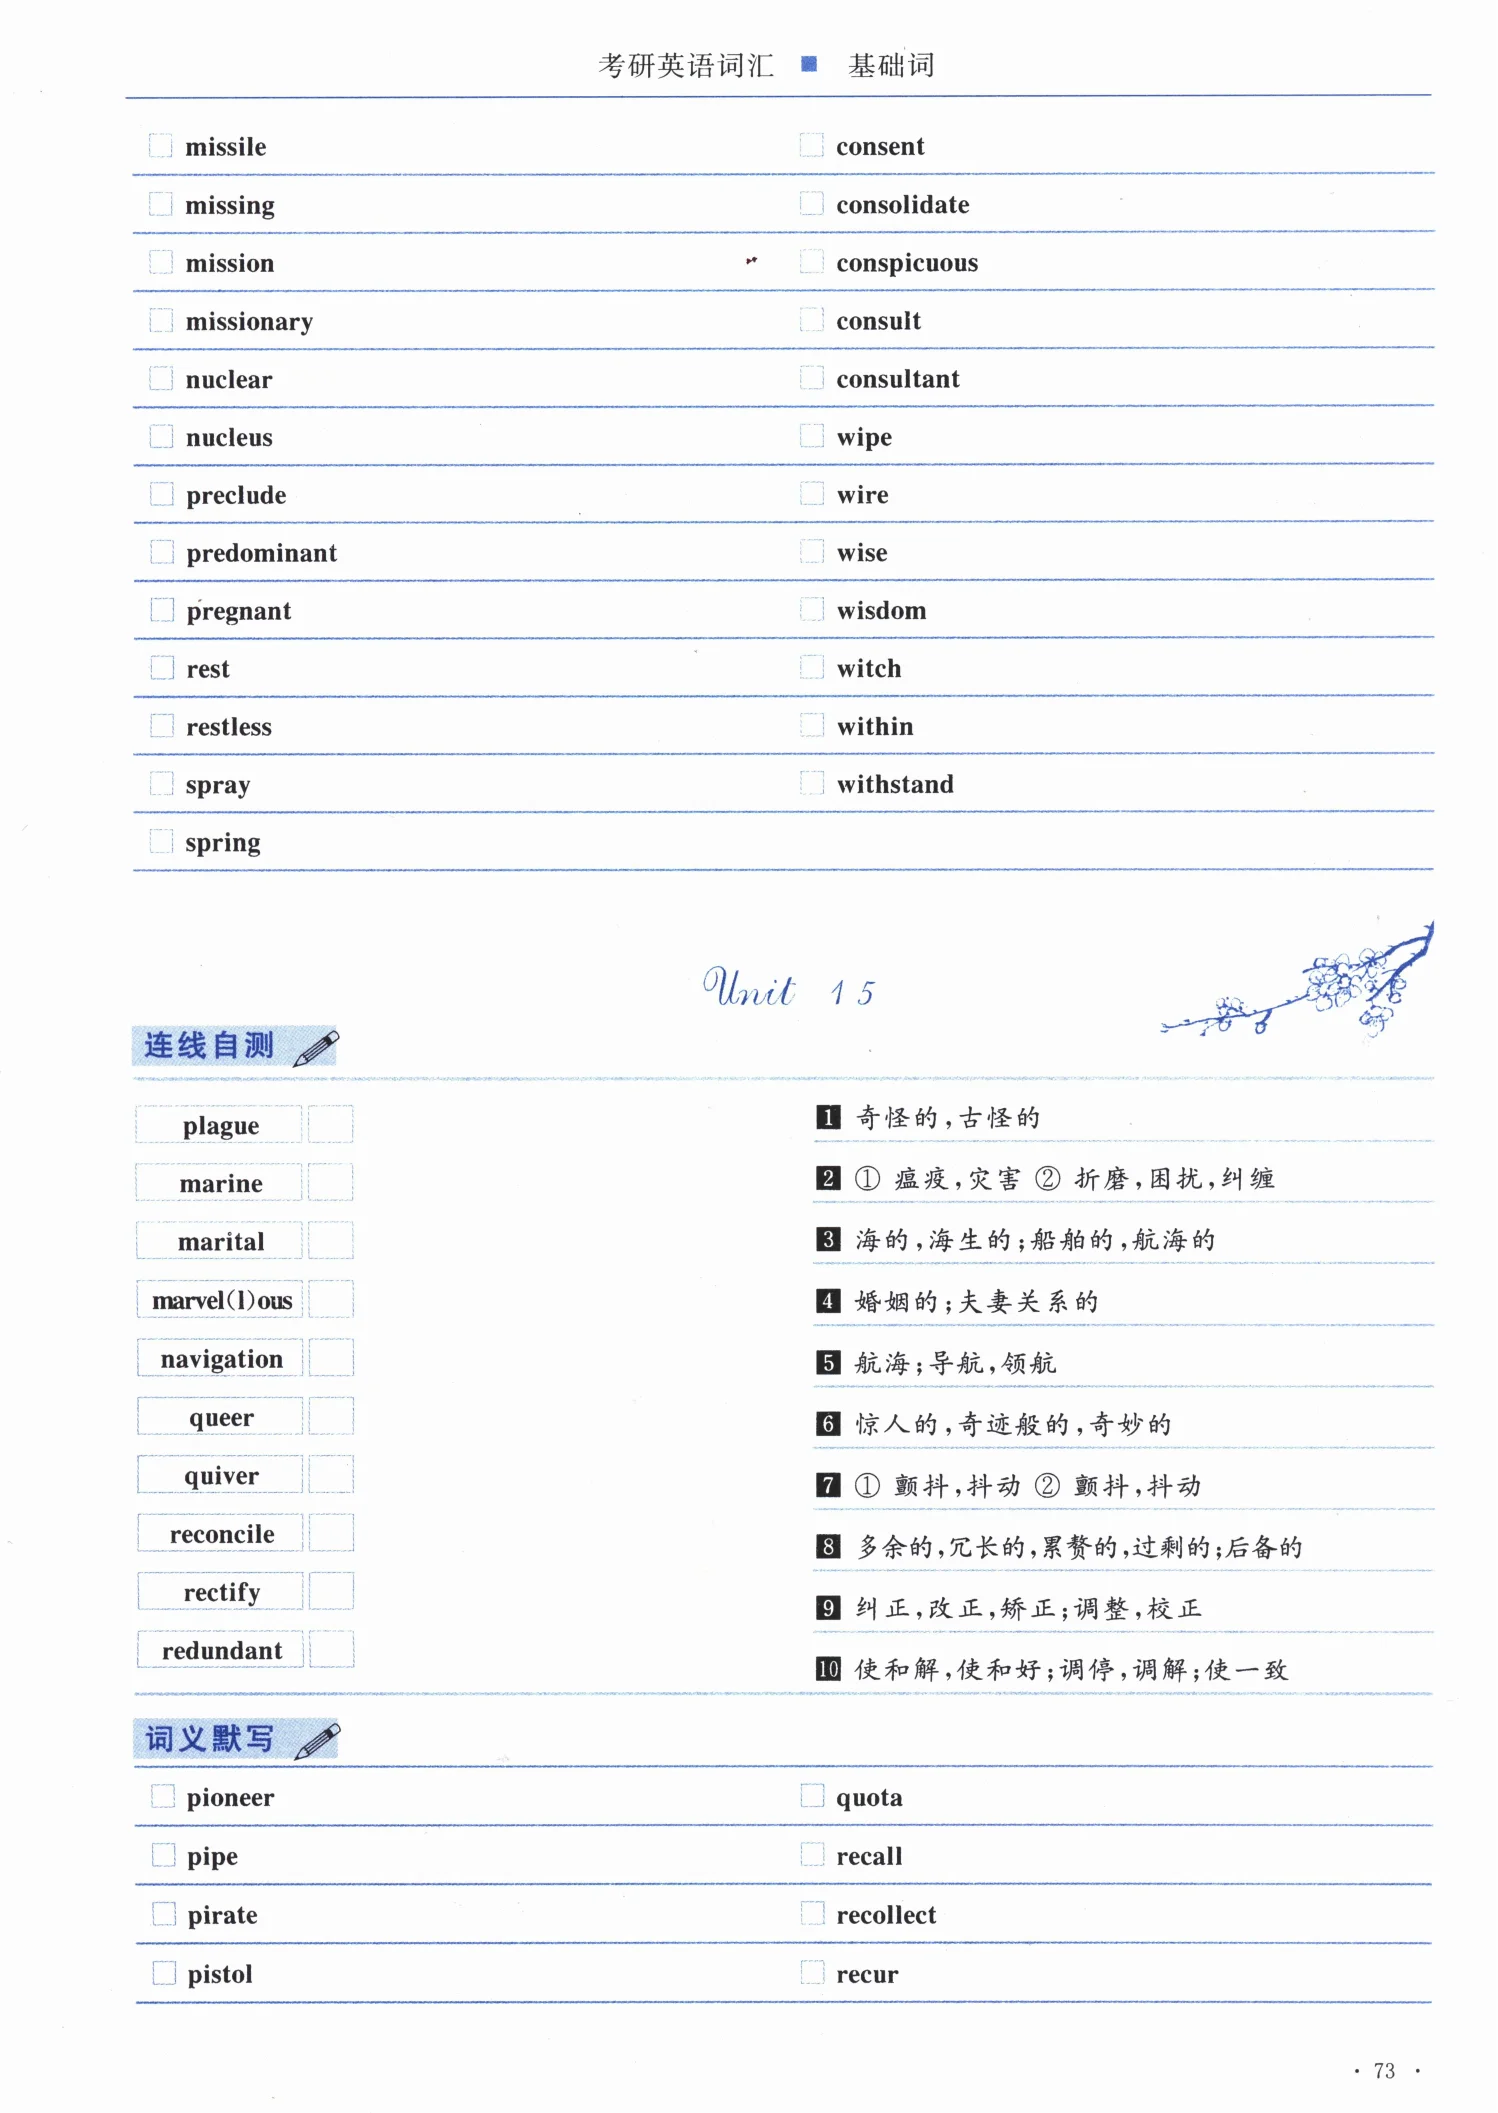 考研英语词汇 ■ 基础词
missile consent
missing consolidate
mission conspicuous
missionary consult
nuclear consultant
nucleus wipe
preclude wire
predominant wise
pregnant wisdom
rest witch
restless within
spray withstand
spring
Unit 15
连线自测
plague
marine
marital
marvel(l)ous
navigation
queer
quiver
reconcile
rectify
redundant
1 奇怪的,古怪的
2 ① 瘟疫,灾害 ② 折磨,困扰,纠缠
3 海的,海生的;船舶的,航海的
4 婚姻的;夫妻关系的
5 航海;导航,领航
6 惊人的,奇迹般的,奇妙的
7 ① 颤抖,抖动 ② 颤抖,抖动
8 多余的,冗长的,累赘的,过剩的;后备的
9 纠正,改正,矫正;调整,校正
10 使和解,使和好;调停,调解;使一致
词义默写
pioneer quota
pipe recall
pirate recollect
pistol recur
· 73 ·